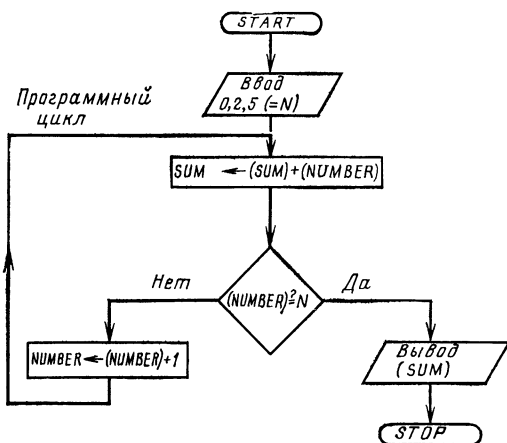 START
Ввод
0,2,5 (=N)
Программный
цикл
SUM ← (SUM)+(NUMBER)
(NUMBER)≟N
Нет
Да
NUMBER←(NUMBER)+1
Вывод
(SUM)
STOP